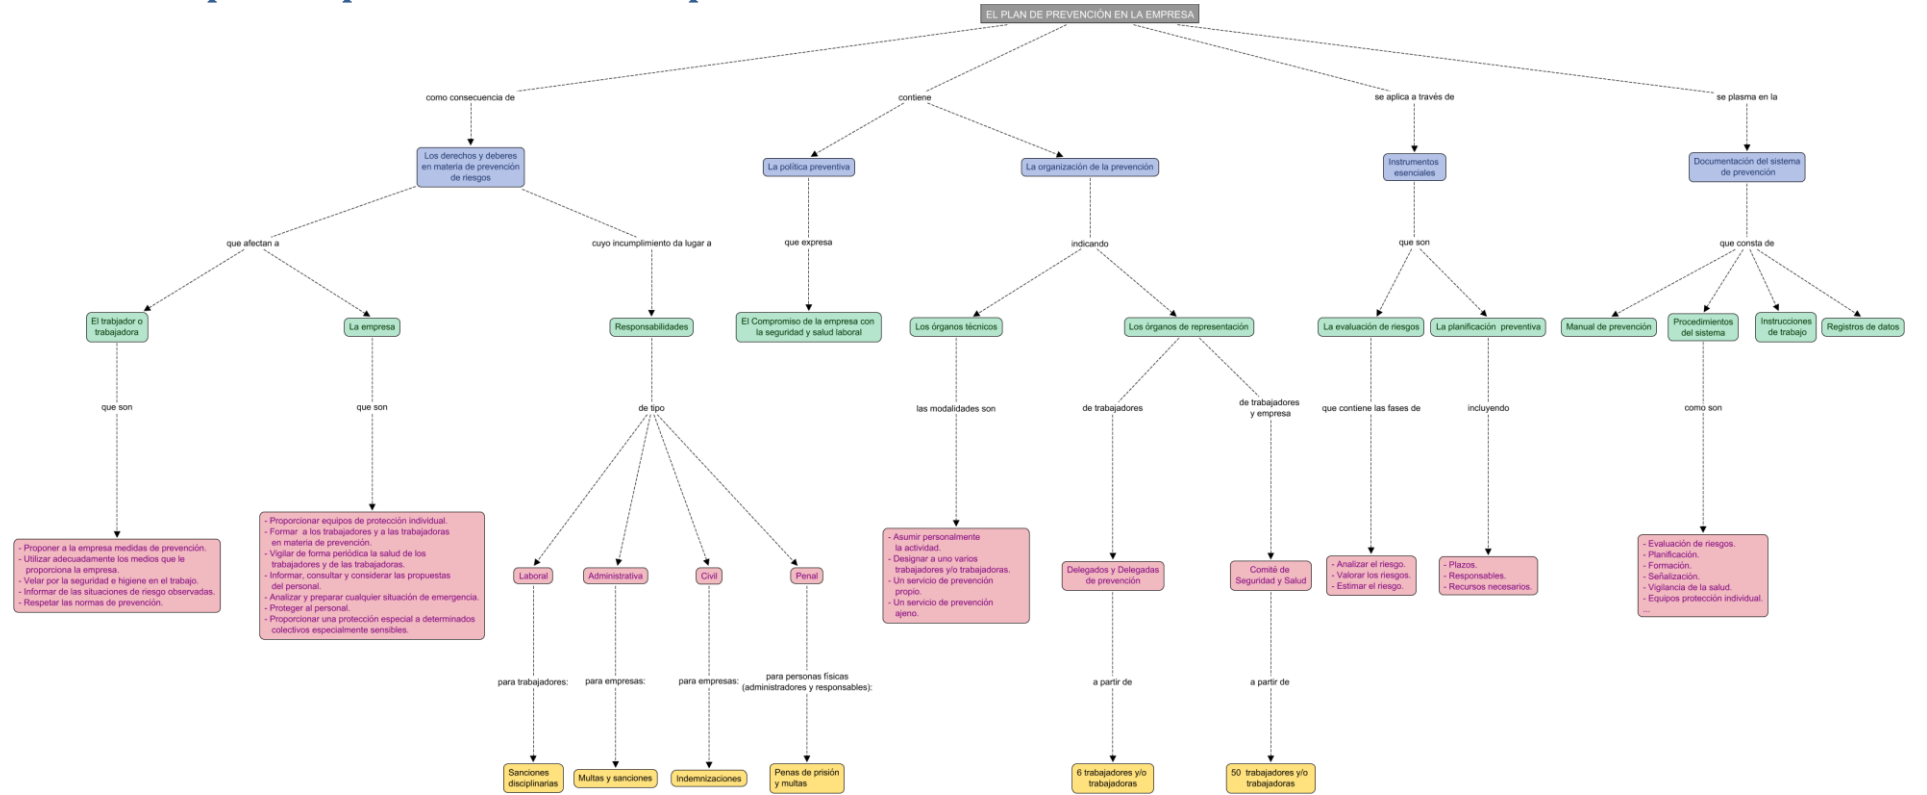 EL PLAN DE PREVENCIÓN EN LA EMPRESA
como consecuencia de
contiene
se aplica a través de
se plasma en la
Los derechos y deberes
en materia de prevención
de riesgos
La política preventiva
La organización de la prevención
Instrumentos
esenciales
Documentación del sistema
de prevención
que afectan a
cuyo incumplimiento da lugar a
que expresa
indicando
que son
que consta de
El trabjador o
trabajadora
La empresa
Responsabilidades
El Compromiso de la empresa con
la seguridad y salud laboral
Los órganos técnicos
Los órganos de representación
La evaluación de riesgos
La planificación preventiva
Manual de prevención
Procedimientos
del sistema
Instrucciones
de trabajo
Registros de datos
que son
que son
de tipo
las modalidades son
de trabajadores
de trabajadores
y empresa
que contiene las fases de
incluyendo
como son
- Proponer a la empresa medidas de prevención.
- Utilizar adecuadamente los medios que le
proporciona la empresa.
- Velar por la seguridad e higiene en el trabajo.
- Informar de las situaciones de riesgo observadas.
- Respetar las normas de prevención.
- Proporcionar equipos de protección individual.
- Formar a los trabajadores y a las trabajadoras
en materia de prevención.
- Vigilar de forma periódica la salud de los
trabajadores y de las trabajadoras.
- Informar, consultar y considerar las propuestas
del personal.
- Analizar y preparar cualquier situación de emergencia.
- Proteger al personal.
- Proporcionar una protección especial a determinados
colectivos especialmente sensibles.
Laboral
Administrativa
Civil
Penal
- Asumir personalmente
la actividad.
- Designar a uno varios
trabajadores y/o trabajadoras.
- Un servicio de prevención
propio.
- Un servicio de prevención
ajeno.
Delegados y Delegadas
de prevención
Comité de
Seguridad y Salud
- Analizar el riesgo.
- Valorar los riesgos.
- Estimar el riesgo.
- Plazos.
- Responsables.
- Recursos necesarios.
- Evaluación de riesgos.
- Planificación.
- Formación.
- Señalización.
- Vigilancia de la salud.
- Equipos protección individual.
...
para trabajadores:
para empresas:
para empresas:
para personas físicas
(administradores y responsables):
a partir de
a partir de
Sanciones
disciplinarias
Multas y sanciones
Indemnizaciones
Penas de prisión
y multas
6 trabajadores y/o
trabajadoras
50 trabajadores y/o
trabajadoras